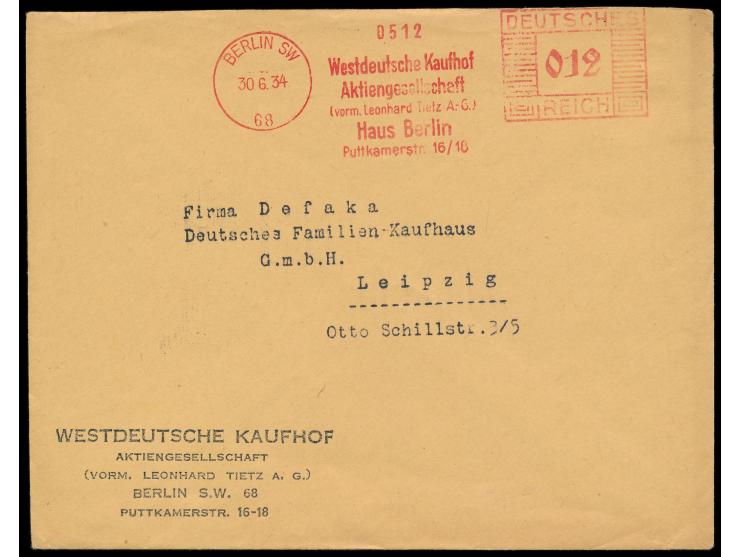 BERLIN SW
30.6.34
68
0512
Westdeutsche Kaufhof
Aktiengesellschaft
(vorm. Leonhard Tietz A.-G.)
Haus Berlin
Puttkamerstr. 16/18
DEUTSCHES
012
REICH
Firma Defaka
Deutsches Familien-Kaufhaus
G.m.b.H.
Leipzig
Otto Schillstr.3/5
WESTDEUTSCHE KAUFHOF
AKTIENGESELLSCHAFT
(VORM. LEONHARD TIETZ A. G.)
BERLIN S.W. 68
PUTTKAMERSTR. 16-18